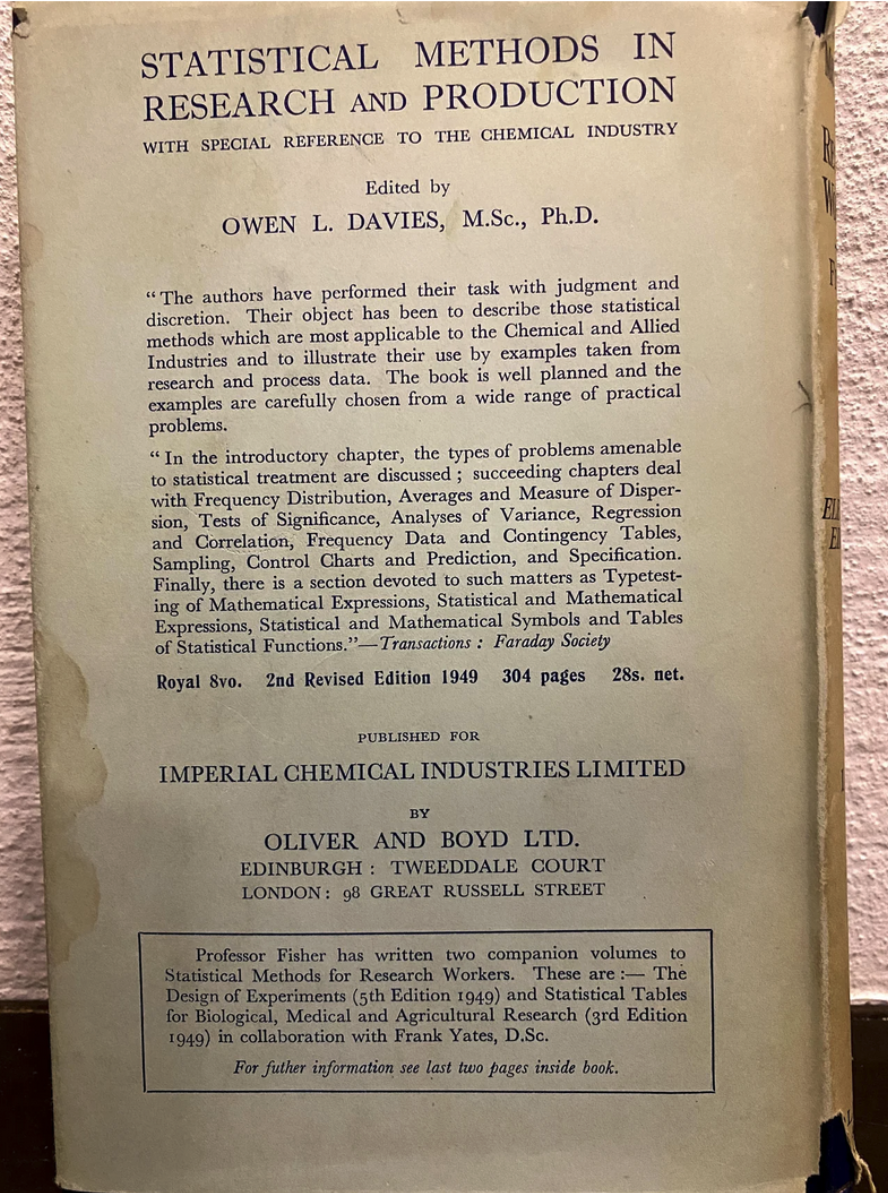 STATISTICAL METHODS IN
RESEARCH AND PRODUCTION
WITH SPECIAL REFERENCE TO THE CHEMICAL INDUSTRY
Edited by
OWEN L. DAVIES, M.Sc., Ph.D.
“The authors have performed their task with judgment and
discretion. Their object has been to describe those statistical
methods which are most applicable to the Chemical and Allied
Industries and to illustrate their use by examples taken from
research and process data. The book is well planned and the
examples are carefully chosen from a wide range of practical
problems.
“In the introductory chapter, the types of problems amenable
to statistical treatment are discussed ; succeeding chapters deal
with Frequency Distribution, Averages and Measure of Disper-
sion, Tests of Significance, Analyses of Variance, Regression
and Correlation, Frequency Data and Contingency Tables,
Sampling, Control Charts and Prediction, and Specification.
Finally, there is a section devoted to such matters as Typetest-
ing of Mathematical Expressions, Statistical and Mathematical
Expressions, Statistical and Mathematical Symbols and Tables
of Statistical Functions.”—Transactions : Faraday Society
Royal 8vo. 2nd Revised Edition 1949 304 pages 28s. net.
PUBLISHED FOR
IMPERIAL CHEMICAL INDUSTRIES LIMITED
BY
OLIVER AND BOYD LTD.
EDINBURGH : TWEEDDALE COURT
LONDON : 98 GREAT RUSSELL STREET
Professor Fisher has written two companion volumes to
Statistical Methods for Research Workers. These are :— The
Design of Experiments (5th Edition 1949) and Statistical Tables
for Biological, Medical and Agricultural Research (3rd Edition
1949) in collaboration with Frank Yates, D.Sc.
For futher information see last two pages inside book.